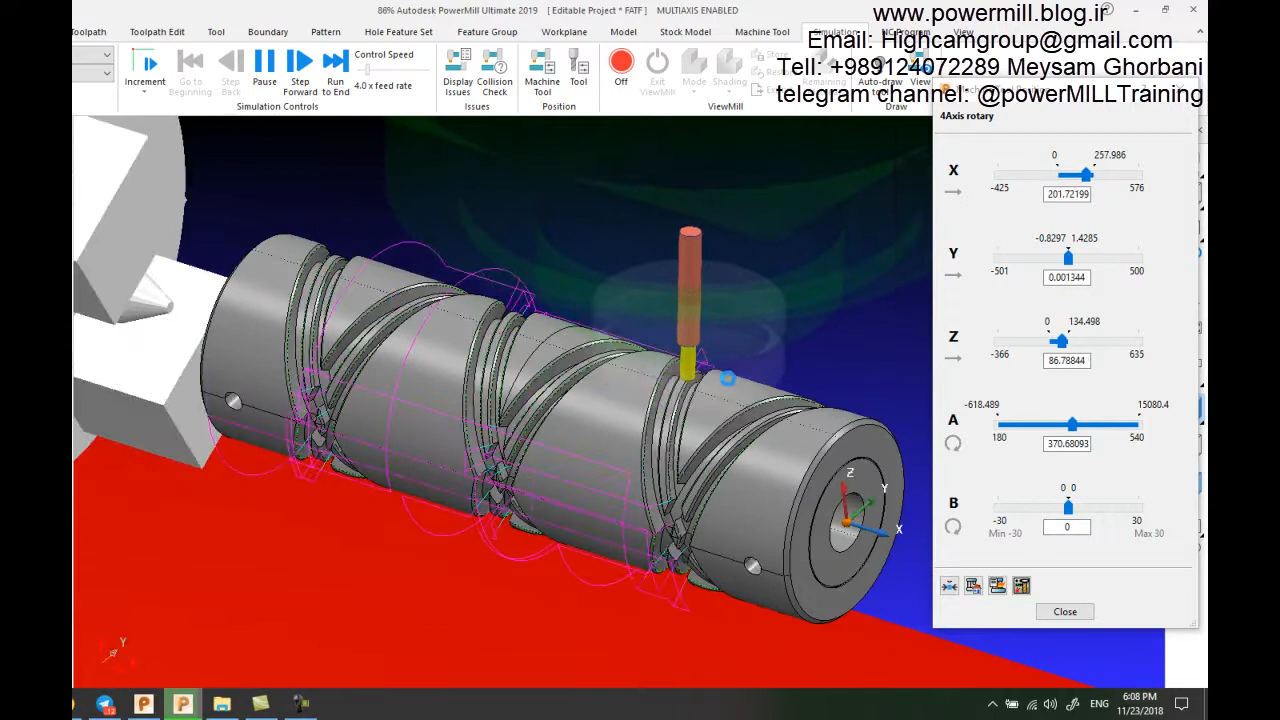 86% Autodesk PowerMill Ultimate 2019 [ Editable Project * FATF ] MULTIAXIS ENABLED
www.powermill.blog.ir
Toolpath Toolpath Edit Tool Boundary Pattern Hole Feature Set Feature Group Workplane Model Stock Model Machine Tool Simulation NC Program View
Email: Highcamgroup@gmail.com
Tell: +989124072289 Meysam Ghorbani
telegram channel: @powerMILLTraining
Increment
Go to Beginning
Step Back
Pause
Step Forward
Run to End
Control Speed
4.0 x feed rate
Simulation Controls
Display Issues
Collision Check
Issues
Machine Tool
Tool
Position
Off
Exit ViewMill
Mode
Shading
Store
Remaining
ViewMill
Auto-draw
View
Draw
4Axis rotary
0 257.986
X
-425 576
201.72199
-0.8297 1.4285
Y
-501 500
0.001344
0 134.498
Z
-366 635
86.78844
-618.489 15080.4
A
180 540
370.68093
0 0
B
-30 30
Min -30 0 Max 30
Close
Z
Y
X
Y
P
P
ENG
6:08 PM
11/23/2018